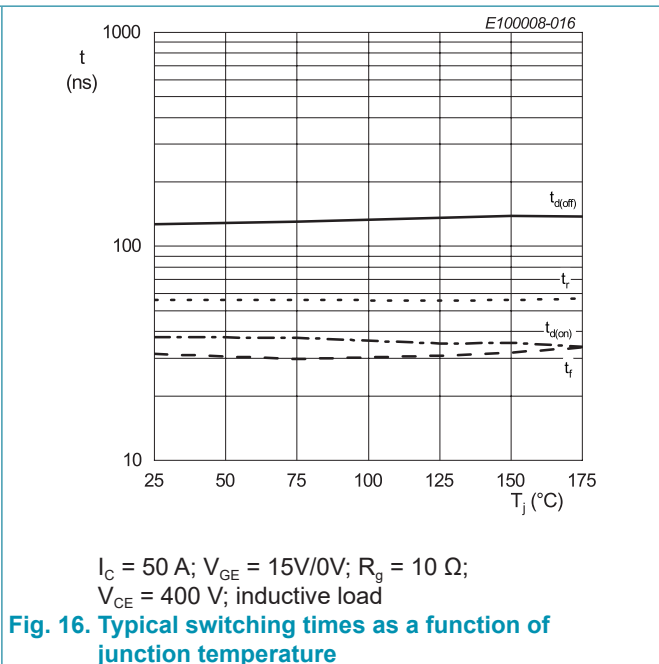 E100008-016
1000
t
(ns)
t_d(off)
100
t_r
t_d(on)
t_f
10
25 50 75 100 125 150 175
T_j (°C)
I_C = 50 A; V_GE = 15V/0V; R_g = 10 Ω;
V_CE = 400 V; inductive load
Fig. 16. Typical switching times as a function of
junction temperature